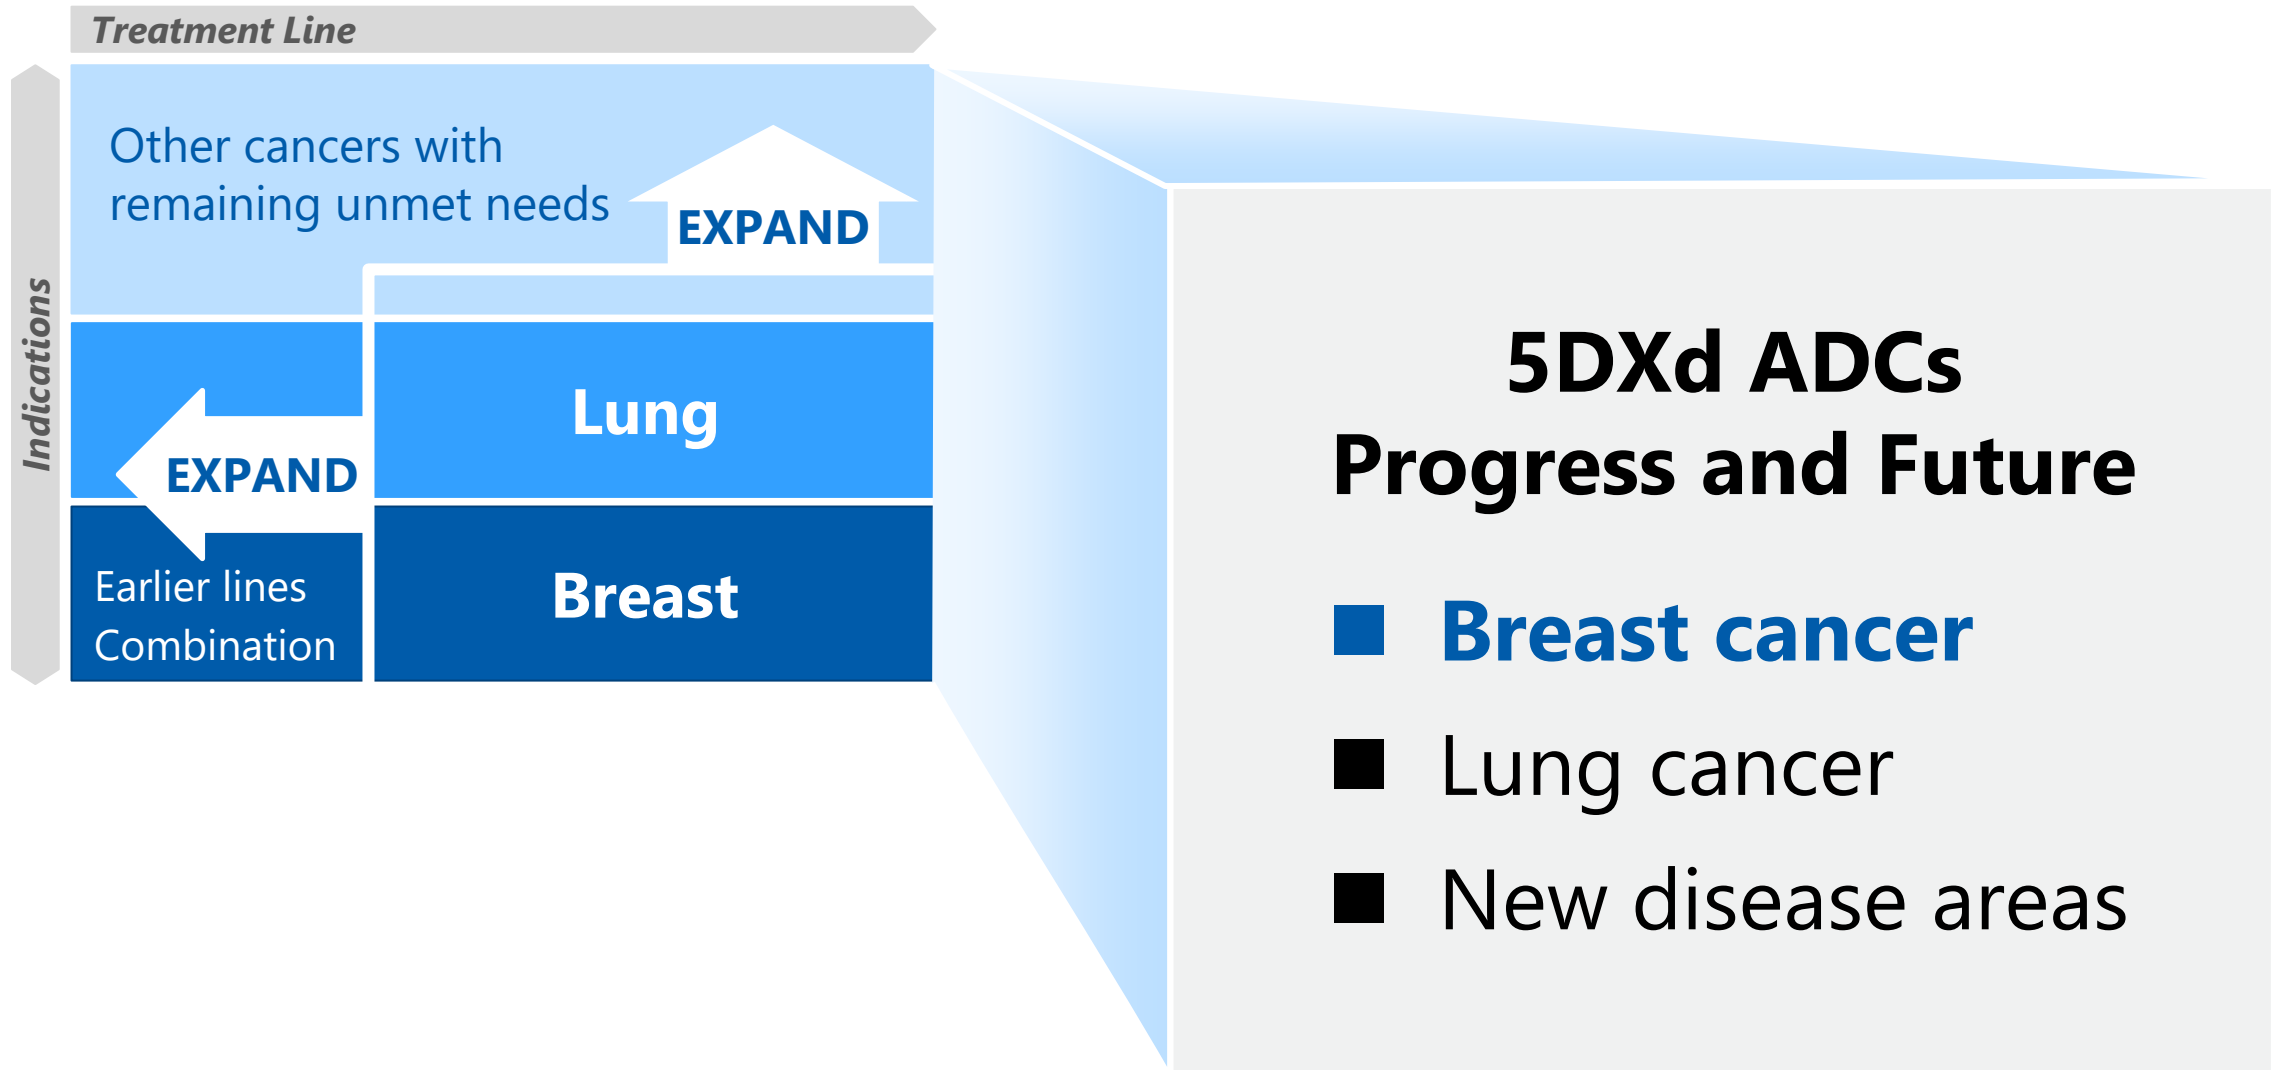 Treatment Line
Indications
Other cancers with
remaining unmet needs
EXPAND
Lung
EXPAND
Breast
Earlier lines
Combination
5DXd ADCs
Progress and Future
Breast cancer
Lung cancer
New disease areas